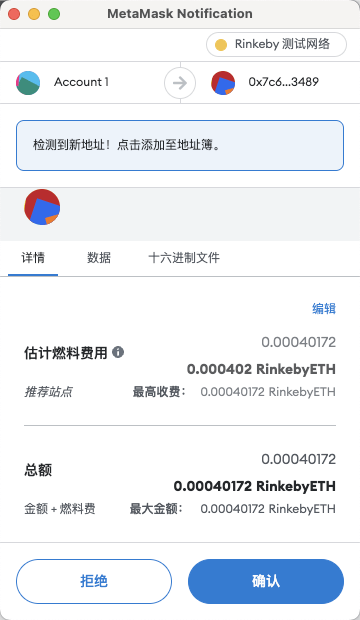 MetaMask Notification
Rinkeby 测试网络
Account 1
0x7c6...3489
检测到新地址！点击添加至地址簿。
详情 数据 十六进制文件
编辑
0.00040172
估计燃料费用
0.000402 RinkebyETH
推荐站点 最高收费： 0.00040172 RinkebyETH
0.00040172
总额
0.00040172 RinkebyETH
金额 + 燃料费 最大金额： 0.00040172 RinkebyETH
拒绝 确认